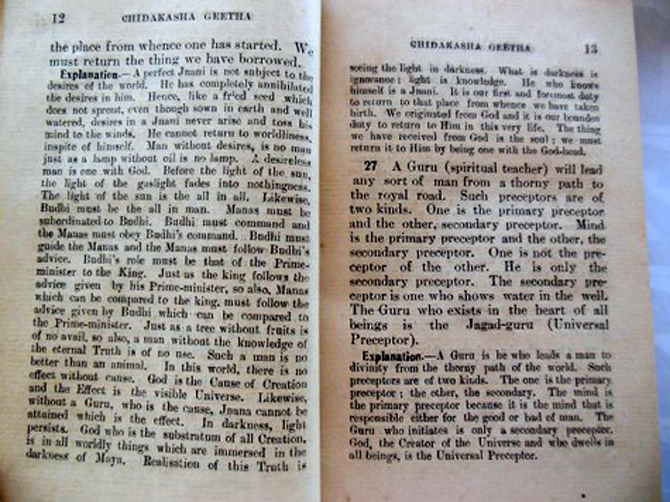 12 CHIDAKASHA GEETHA
the place from whence one has started. We
must return the thing we have borrowed.
Explanation— A perfect Jnani is not subject to the
desires of the world. He has completely annihilated
the desires in him. Hence, like a fried seed which
does not sprout, even though sown in earth and well
watered, desires in a Jnani never arise and toss his
mind to the winds. He cannot return to worldliness,
inspite of himself. Man without desires, is no man
just as a lamp without oil is no lamp. A desireless
man is one with God. Before the light of the sun,
the light of the gaslight fades into nothingness.
The light of the sun is the all in all. Likewise,
Budhi must be the all in man. Manas must be
subordinated to Budhi. Budhi must command and
the Manas must obey Budhi's command. Budhi must
guide the Manas and the Manas must follow Budhi's
advice. Budhi's role must be that of the Prime-
minister to the King. Just as the king follows the
advice given by his Prime-minister, so also, Manas
which can be compared to the king, must follow the
advice given by Budhi which can be compared to
the Prime-minister. Just as a tree without fruits is
of no avail, so also, a man without the knowledge of
the eternal Truth is of no use. Such a man is no
better than an animal. In this world, there is no
effect without cause. God is the Cause of Creation
and the Effect is the visible Universe. Likewise,
without a Guru, who is the cause, Jnana cannot be
attained which is the effect. In darkness, light
persists. God who is the substratum of all Creation,
is in all worldly things which are immersed in the
darkness of Maya. Realisation of this Truth is
CHIDAKASHA GEETHA 13
seeing the light in darkness. What is darkness is
ignorance; light is knowledge. He who knows
himself is a Jnani. It is our first and foremost duty
to return to that place from whence we have taken
birth. We originated from God and it is our bounden
duty to return to Him in this very life. The thing
we have received from God is the soul; we must
return it to Him by being one with the God-head.
27 A Guru (spiritual teacher) will lead
any sort of man from a thorny path to
the royal road. Such preceptors are of
two kinds. One is the primary preceptor
and the other, secondary preceptor. Mind
is the primary preceptor and the other, the
secondary preceptor. One is not the pre-
ceptor of the other. He is only the
secondary preceptor. The secondary pre-
ceptor is one who shows water in the well.
The Guru who exists in the heart of all
beings is the Jagad-guru (Universal
Preceptor).
Explanation.—A Guru is he who leads a man to
divinity from the thorny path of the world. Such
preceptors are of two kinds. The one is the primary
preceptor; the other, the secondary. The mind is
the primary preceptor because it is the mind that is
responsible either for the good or bad of man. The
Guru who initiates is only a secondary preceptor.
God, the Creator of the Universe and who dwells in
all beings, is the Universal Preceptor.